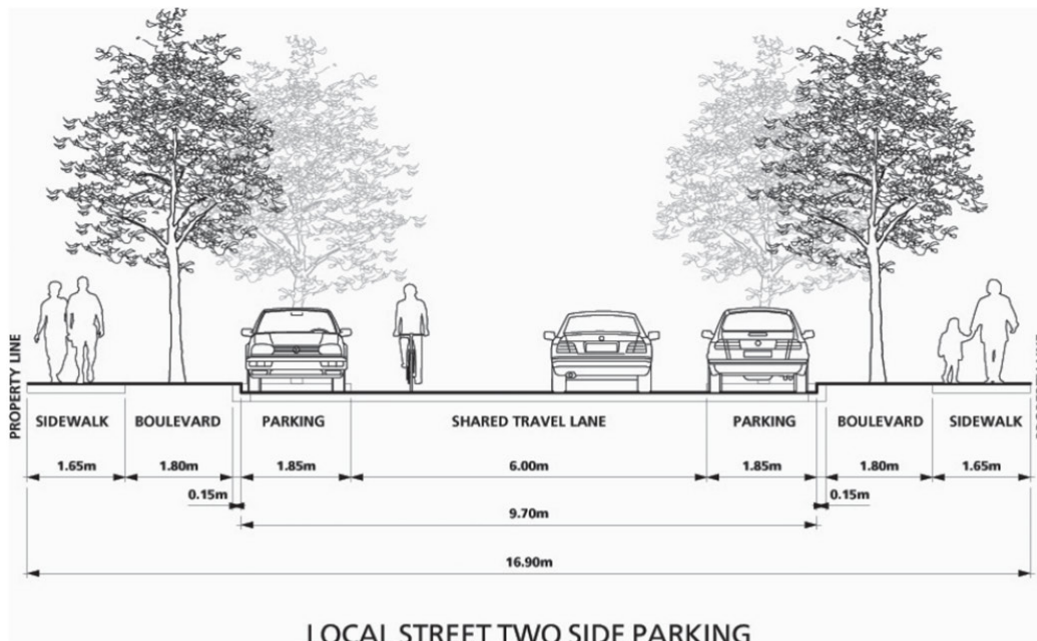 PROPERTY LINE
SIDEWALK BOULEVARD PARKING SHARED TRAVEL LANE PARKING BOULEVARD SIDEWALK
1.65m 1.80m 1.85m 6.00m 1.85m 1.80m 1.65m
0.15m 0.15m
9.70m
16.90m
LOCAL STREET TWO SIDE PARKING